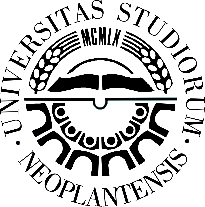 UNIVERSITAS STUDIORUM
MCMLX
· NEOPLANTENSIS ·